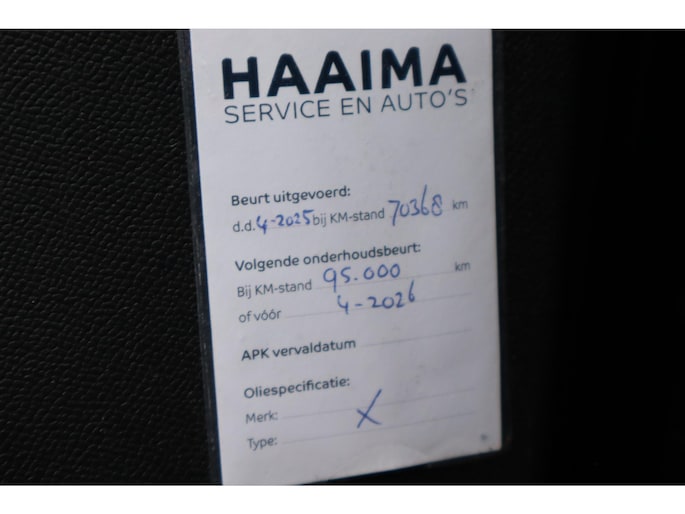 HAAIMA
SERVICE EN AUTO'S
Beurt uitgevoerd:
d.d. 4-2025 bij KM-stand 70368 km
Volgende onderhoudsbeurt:
Bij KM-stand 95.000 km
of vóór 4-2026
APK vervaldatum
Oliespecificatie:
Merk: X
Type: